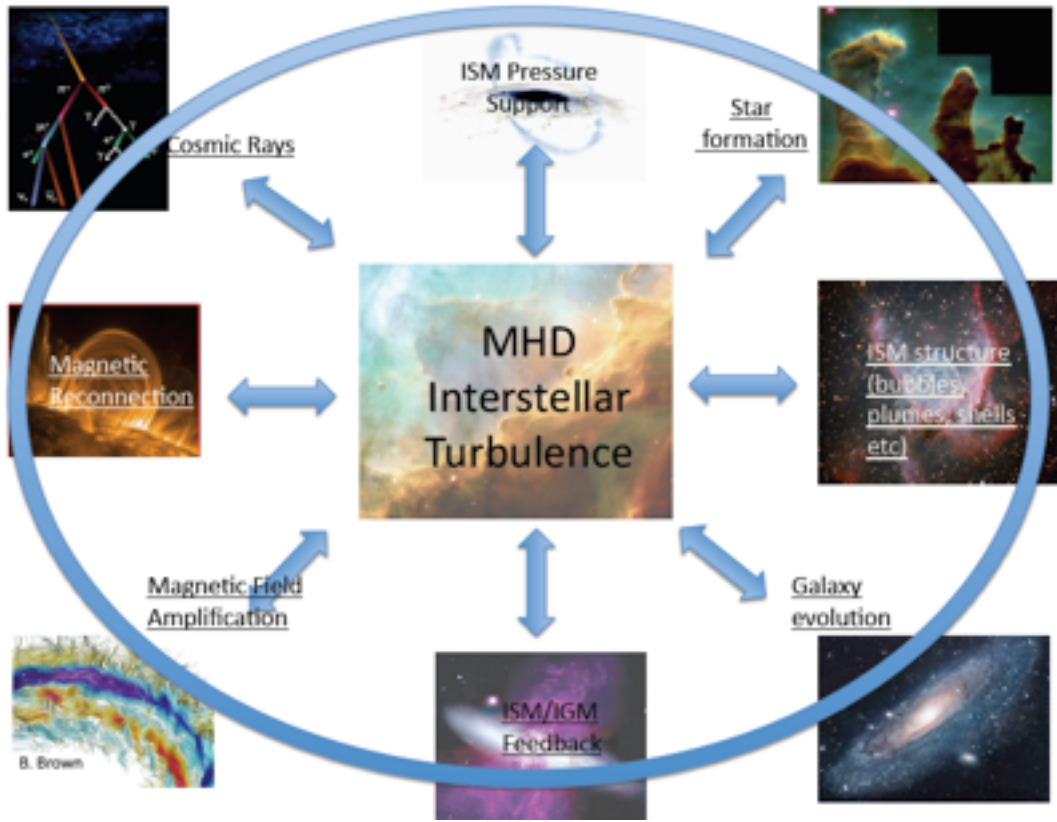 ISM Pressure
Support
Star
formation
Cosmic Rays
Magnetic
Reconnection
MHD
Interstellar
Turbulence
ISM structure
(bubbles,
plumes, shells
etc)
Magnetic Field
Amplification
Galaxy
evolution
ISM/IGM
Feedback
B. Brown